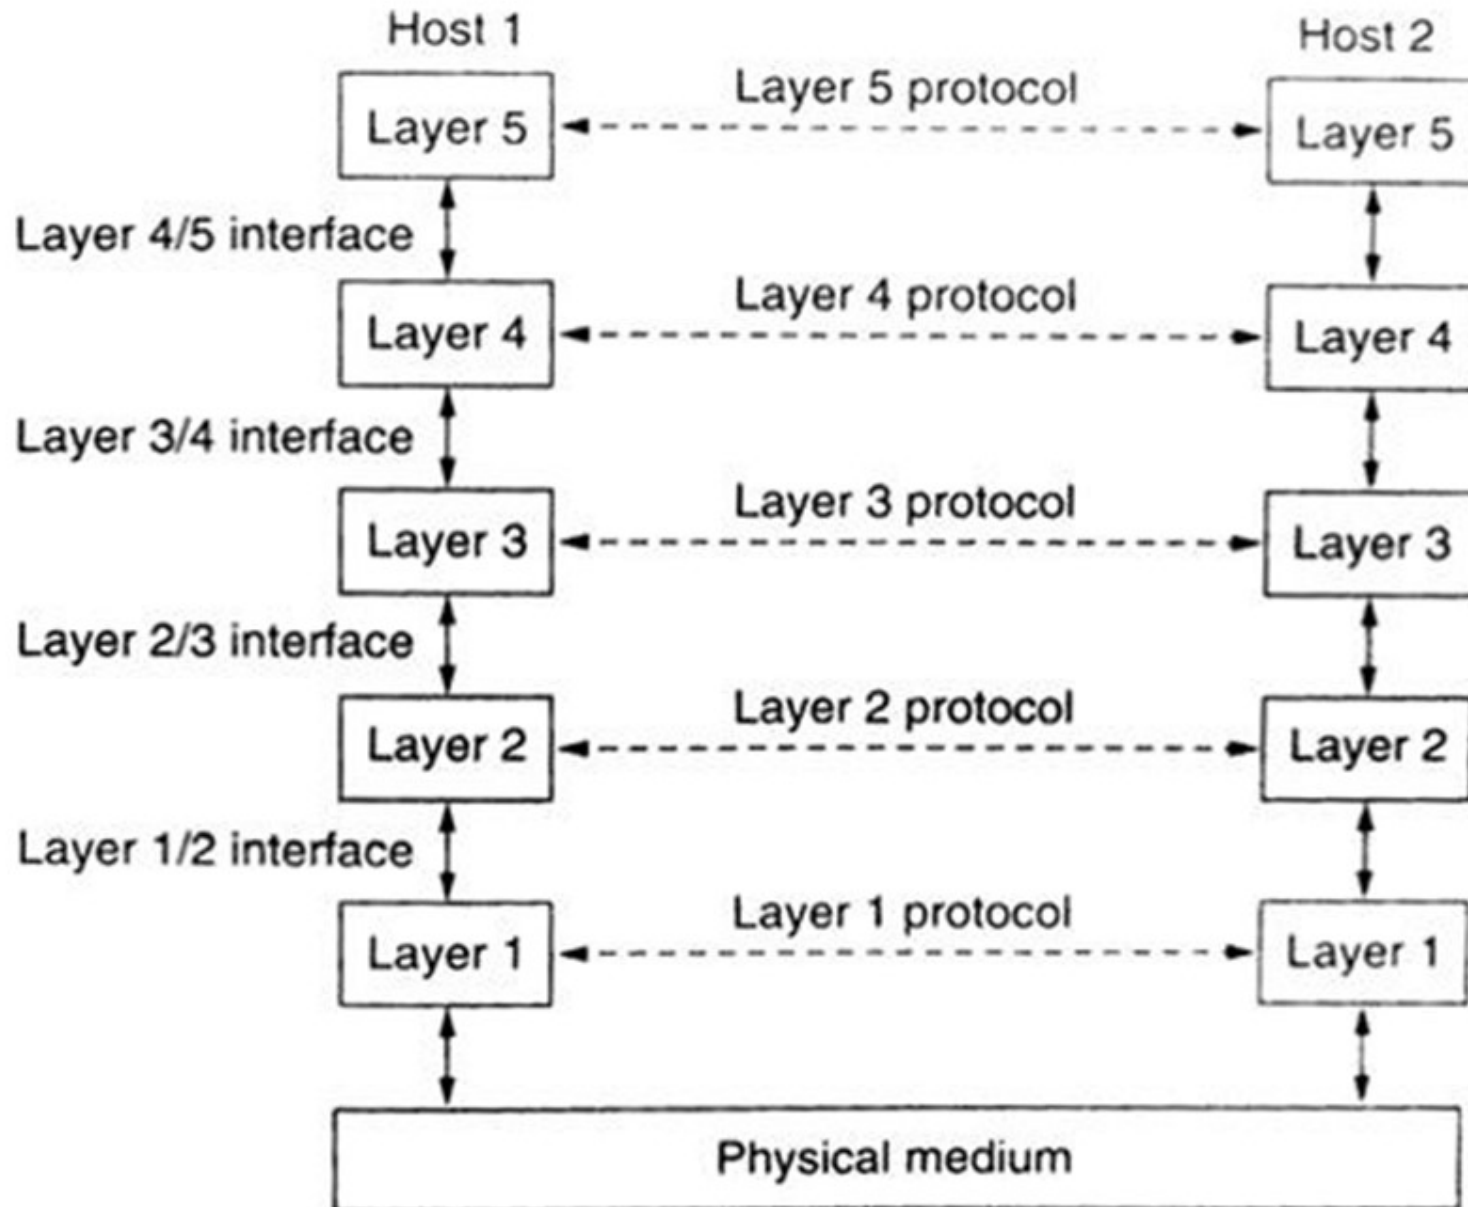 Host 1
Host 2
Layer 5 protocol
Layer 5
Layer 5
Layer 4/5 interface
Layer 4 protocol
Layer 4
Layer 4
Layer 3/4 interface
Layer 3 protocol
Layer 3
Layer 3
Layer 2/3 interface
Layer 2 protocol
Layer 2
Layer 2
Layer 1/2 interface
Layer 1 protocol
Layer 1
Layer 1
Physical medium